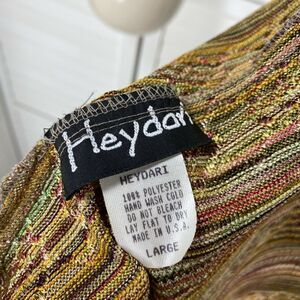 Heydari
HEYDARI
100% POLYESTER
HAND WASH COLD
DO NOT BLEACH
LAY FLAT TO DRY
MADE IN U.S.A.
LARGE